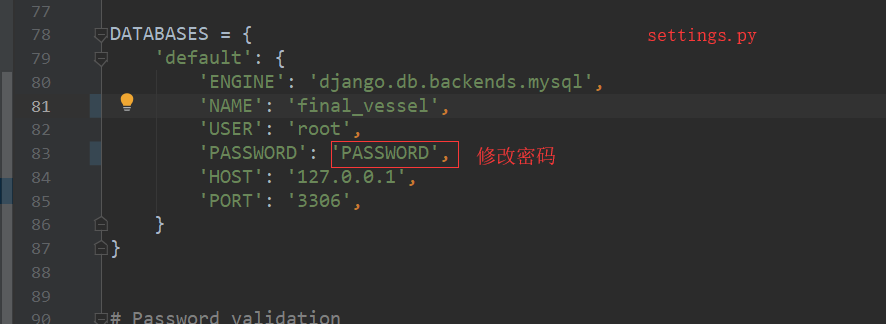 77
78 DATABASES = { settings.py
79 'default': {
80 'ENGINE': 'django.db.backends.mysql',
81 'NAME': 'final_vessel',
82 'USER': 'root',
83 'PASSWORD': 'PASSWORD', 修改密码
84 'HOST': '127.0.0.1',
85 'PORT': '3306',
86 }
87 }
88
89
90 # Password validation